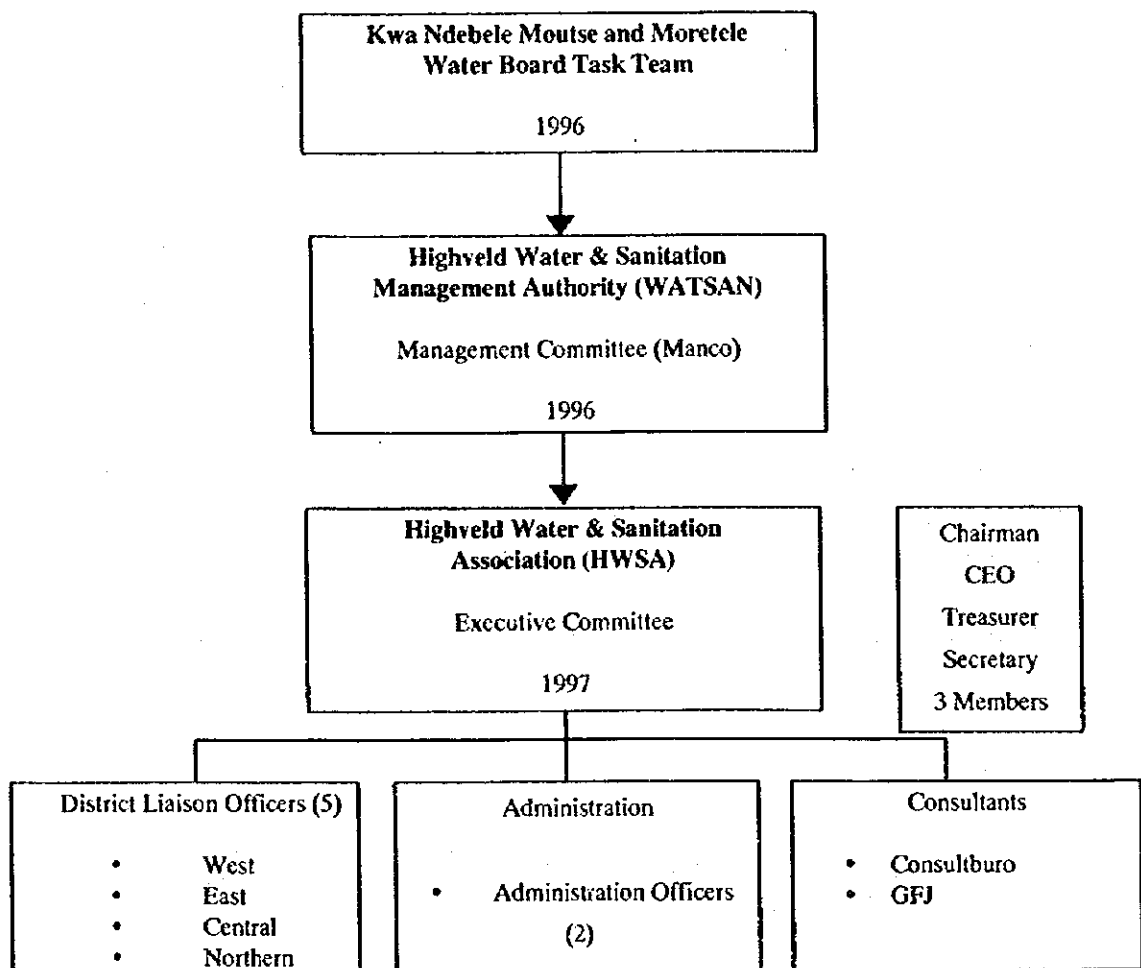 Kwa Ndebele Moutse and Moretele
Water Board Task Team
1996
Highveld Water & Sanitation
Management Authority (WATSAN)
Management Committee (Manco)
1996
Highveld Water & Sanitation
Association (HWSA)
Executive Committee
1997
Chairman
CEO
Treasurer
Secretary
3 Members
District Liaison Officers (5)
• West
• East
• Central
• Northern
Administration
• Administration Officers
(2)
Consultants
• Consultburo
• GFJ